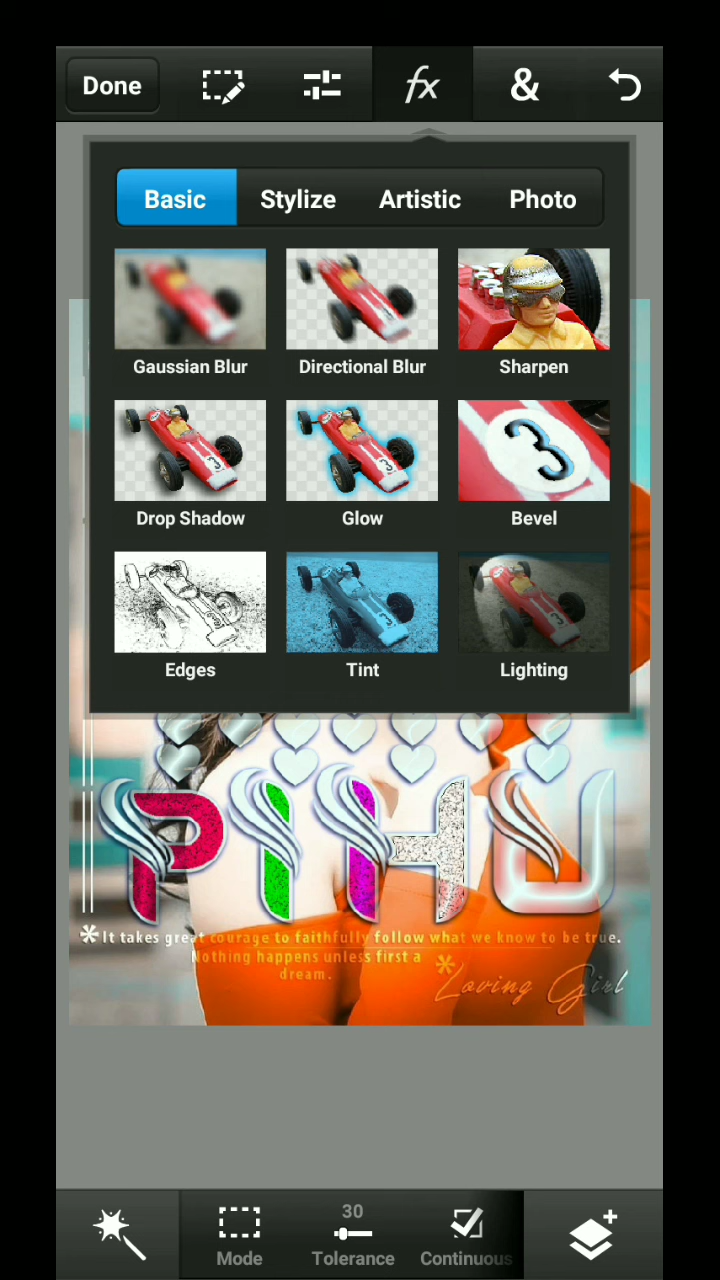 Done fx &
Basic Stylize Artistic Photo
Gaussian Blur Directional Blur Sharpen
3
Drop Shadow Glow Bevel
Edges Tint Lighting
PIHU
*It takes great courage to faithfully follow what we know to be true.
Nothing happens unless first a
dream. *
Loving Girl
30
Mode Tolerance Continuous